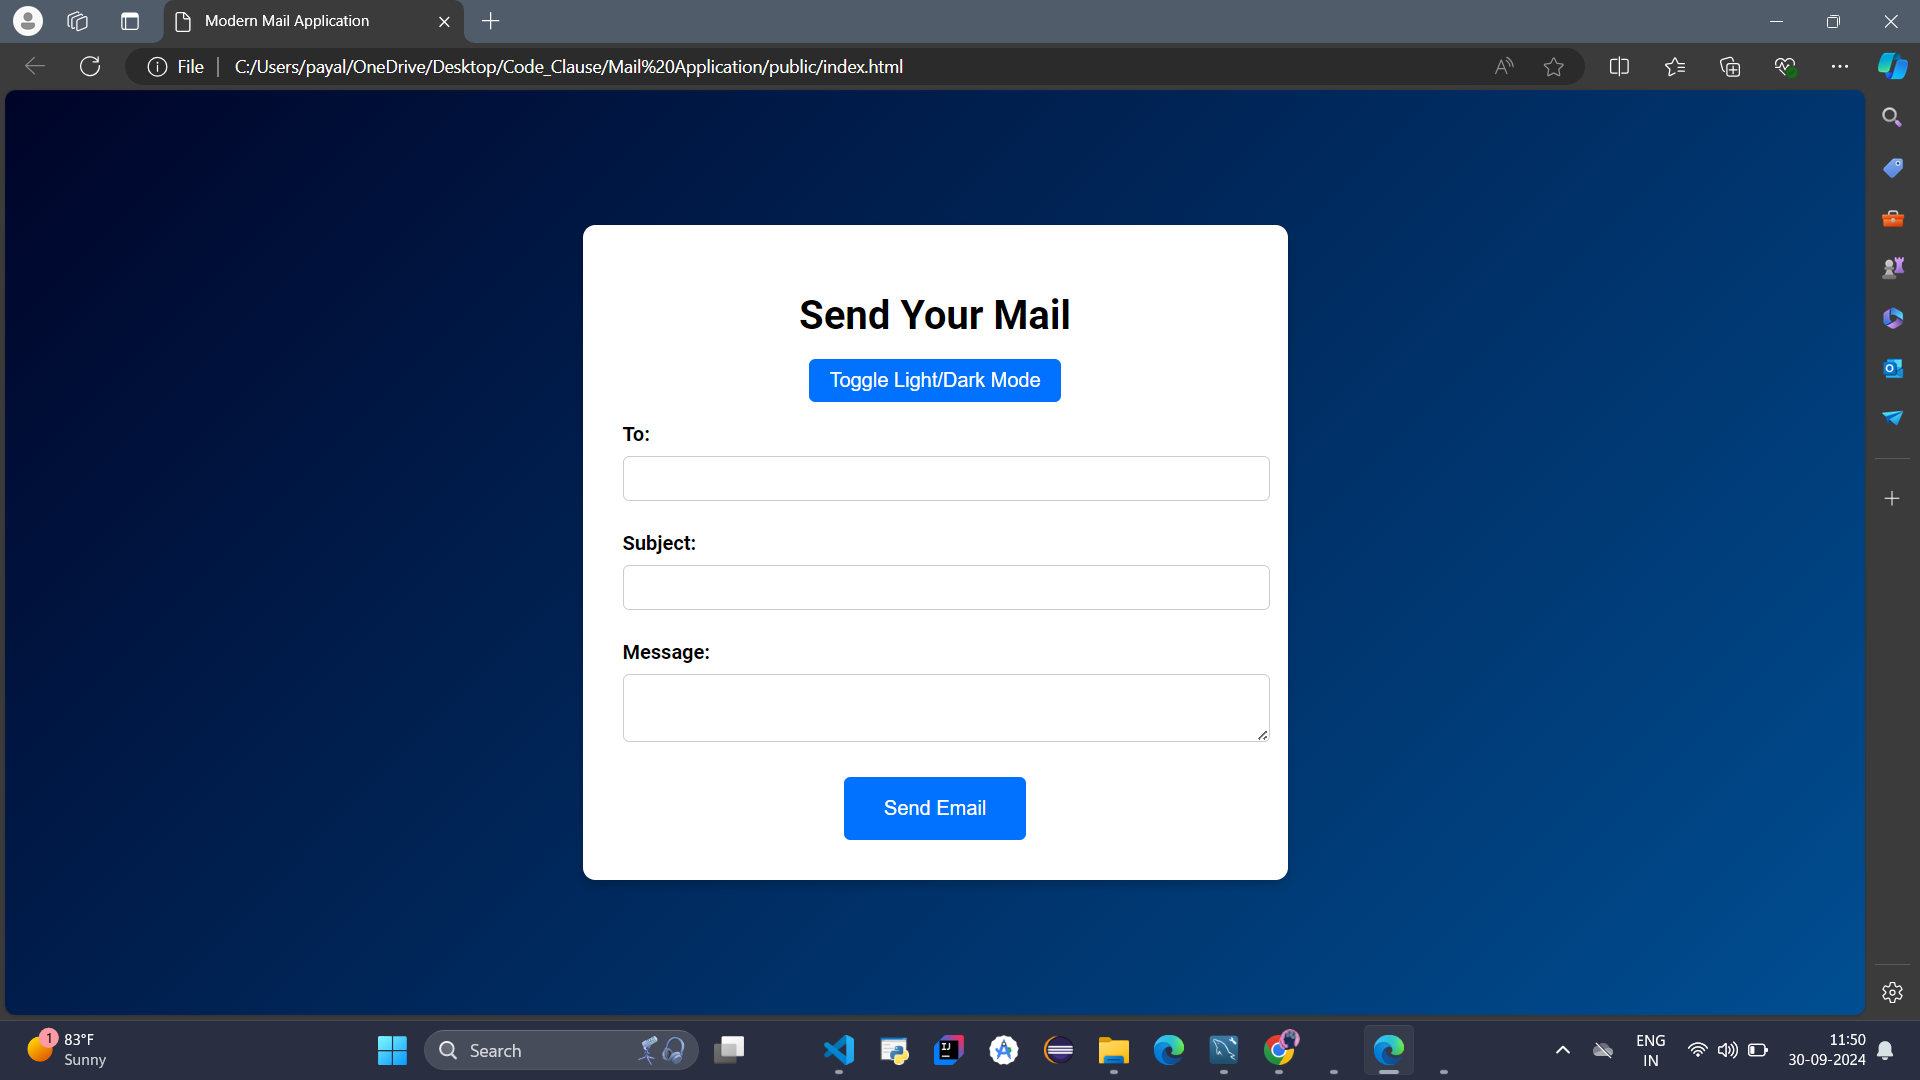 Modern Mail Application
File
C:/Users/payal/OneDrive/Desktop/Code_Clause/Mail%20Application/public/index.html
Send Your Mail
Toggle Light/Dark Mode
To:
Subject:
Message:
Send Email
1
83°F
Sunny
Search
IJ
ENG
IN
11:50
30-09-2024